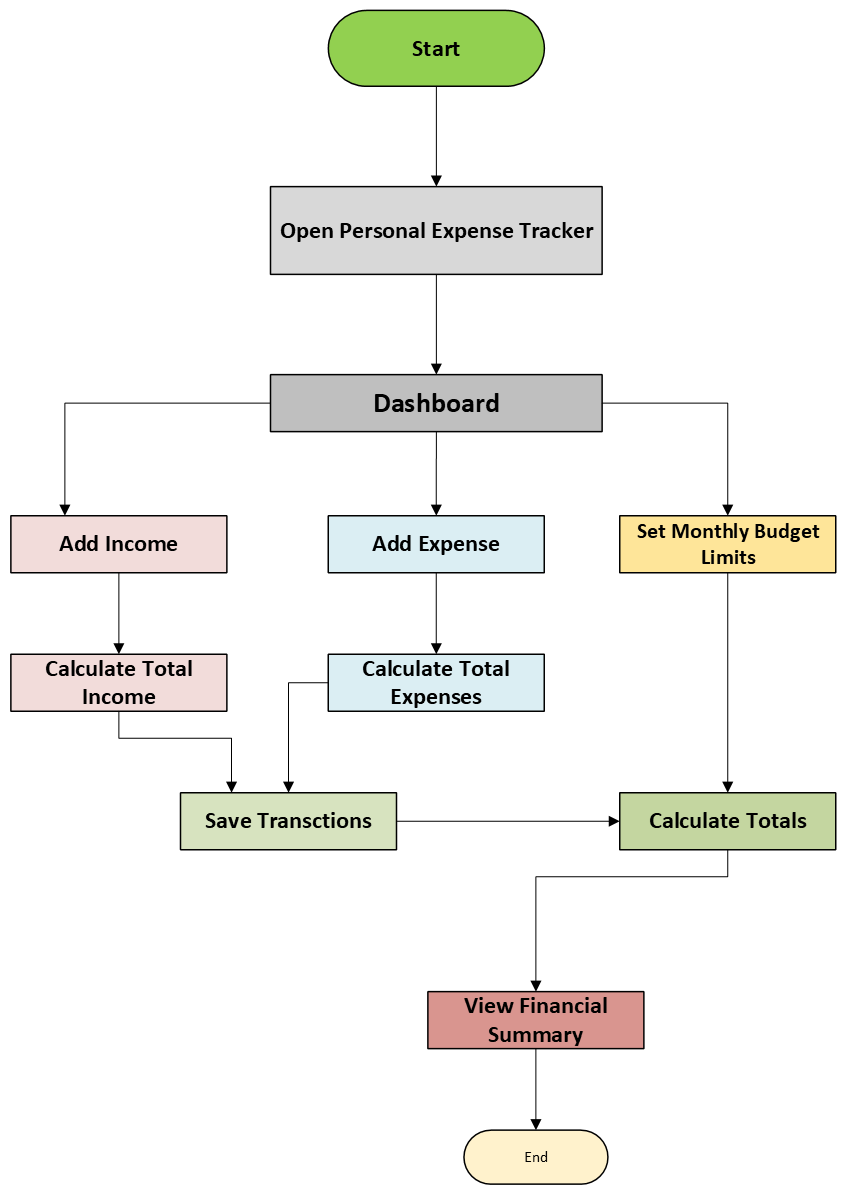 Start
Open Personal Expense Tracker
Dashboard
Add Income
Add Expense
Set Monthly Budget
Limits
Calculate Total
Income
Calculate Total
Expenses
Save Transctions
Calculate Totals
View Financial
Summary
End